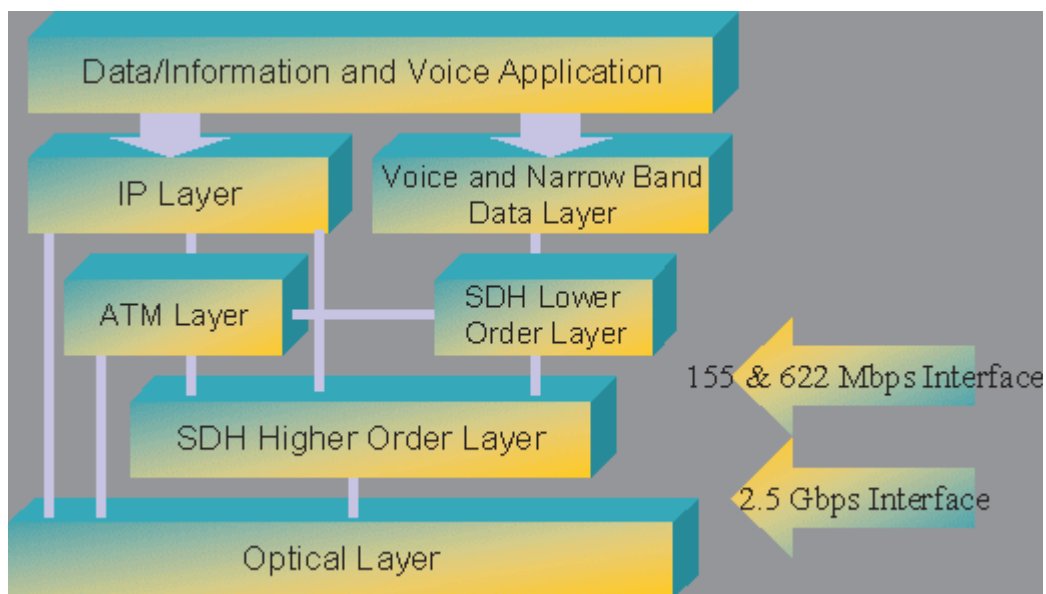 Data/Information and Voice Application
IP Layer
Voice and Narrow Band
Data Layer
ATM Layer
SDH Lower
Order Layer
155 & 622 Mbps Interface
SDH Higher Order Layer
2.5 Gbps Interface
Optical Layer